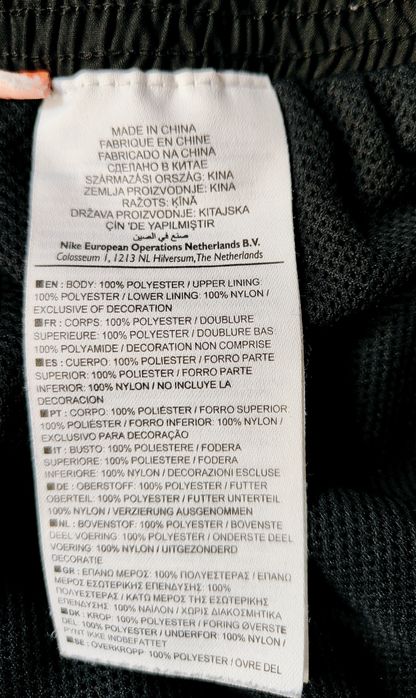 MADE IN CHINA
FABRIQUE EN CHINE
FABRICADO NA CHINA
СДЕЛАНО В КИТАЕ
SZÁRMAZÁSI ORSZÁG: KINA
ZEMLJA PROIZVODNJE: KINA
RAŽOTS: ĶĪNĀ
DRŽAVA PROIZVODNJE: KITAJSKA
ÇİN 'DE YAPILMIŞTIR
صنع في الصين
Nike European Operations Netherlands B.V.
Colosseum 1, 1213 NL Hilversum, The Netherlands
EN : BODY: 100% POLYESTER / UPPER LINING:
100% POLYESTER / LOWER LINING: 100% NYLON /
EXCLUSIVE OF DECORATION
FR : CORPS: 100% POLYESTER / DOUBLURE
SUPERIEURE: 100% POLYESTER / DOUBLURE BAS:
100% POLYAMIDE / DECORATION NON COMPRISE
ES : CUERPO: 100% POLIESTER / FORRO PARTE
SUPERIOR: 100% POLIESTER / FORRO PARTE
INFERIOR: 100% NYLON / NO INCLUYE LA
DECORACION
PT : CORPO: 100% POLIÉSTER / FORRO SUPERIOR:
100% POLIÉSTER / FORRO INFERIOR: 100% NYLON /
EXCLUSIVO PARA DECORAÇÃO
IT : BUSTO: 100% POLIESTERE / FODERA
SUPERIORE: 100% POLIESTERE / FODERA
INFERIORE: 100% NYLON / DECORAZIONI ESCLUSE
DE : OBERSTOFF: 100% POLYESTER / FUTTER
OBERTEIL: 100% POLYESTER / FUTTER UNTERTEIL:
100% NYLON / VERZIERUNG AUSGENOMMEN
NL : BOVENSTOF: 100% POLYESTER / BOVENSTE
DEEL VOERING: 100% POLYESTER / ONDERSTE DEEL
VOERING: 100% NYLON / UITGEZONDERD
DECORATIE
GR : ΕΠΑΝΩ ΜΕΡΟΣ: 100% ΠΟΛΥΕΣΤΕΡΑΣ / ΕΠΑΝΩ
ΜΕΡΟΣ ΕΣΩΤΕΡΙΚΗΣ ΕΠΕΝΔΥΣΗΣ: 100%
ΠΟΛΥΕΣΤΕΡΑΣ / ΚΑΤΩ ΜΕΡΟΣ ΤΗΣ ΕΣΩΤΕΡΙΚΗΣ
ΕΠΕΝΔΥΣΗΣ: 100% ΝΑΪΛΟΝ / ΧΩΡΙΣ ΔΙΑΚΟΣΜΗΤΙΚΑ
DK : KROP: 100% POLYESTER / FORING ØVERSTE
DEL: 100% POLYESTER / UNDERFOR: 100% NYLON /
PYNT IKKE INDBEFATTET
SE : OVERKROPP: 100% POLYESTER / ÖVRE DEL